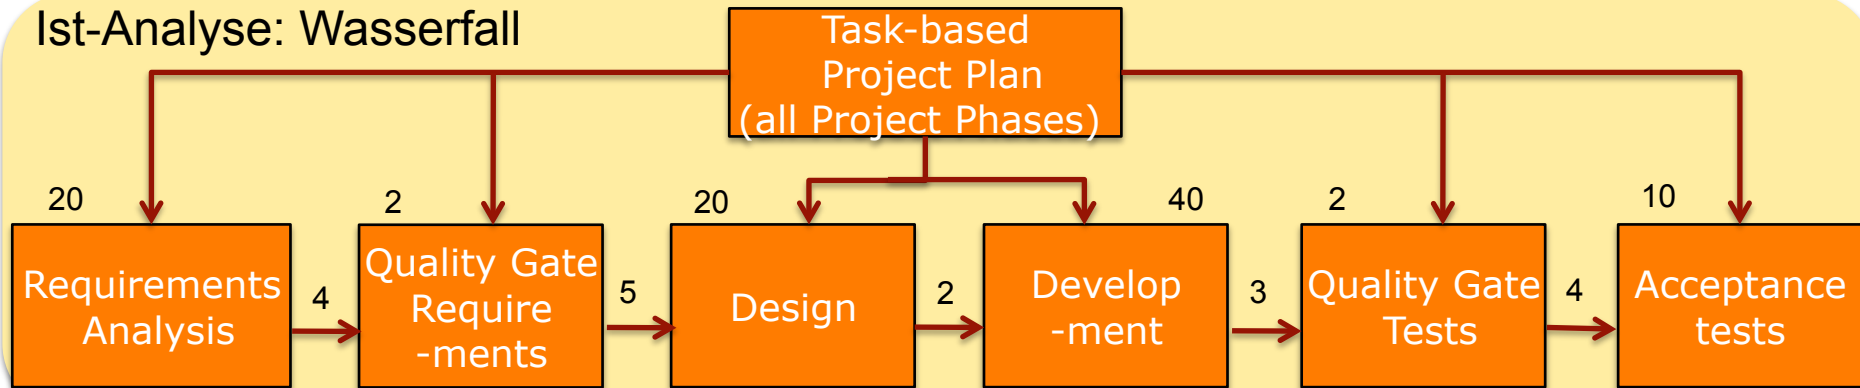 Ist-Analyse: Wasserfall
Task-based
Project Plan
(all Project Phases)
20
2
20
40
2
10
Requirements
Analysis
4
Quality Gate
Require
-ments
5
Design
2
Develop
-ment
3
Quality Gate
Tests
4
Acceptance
tests